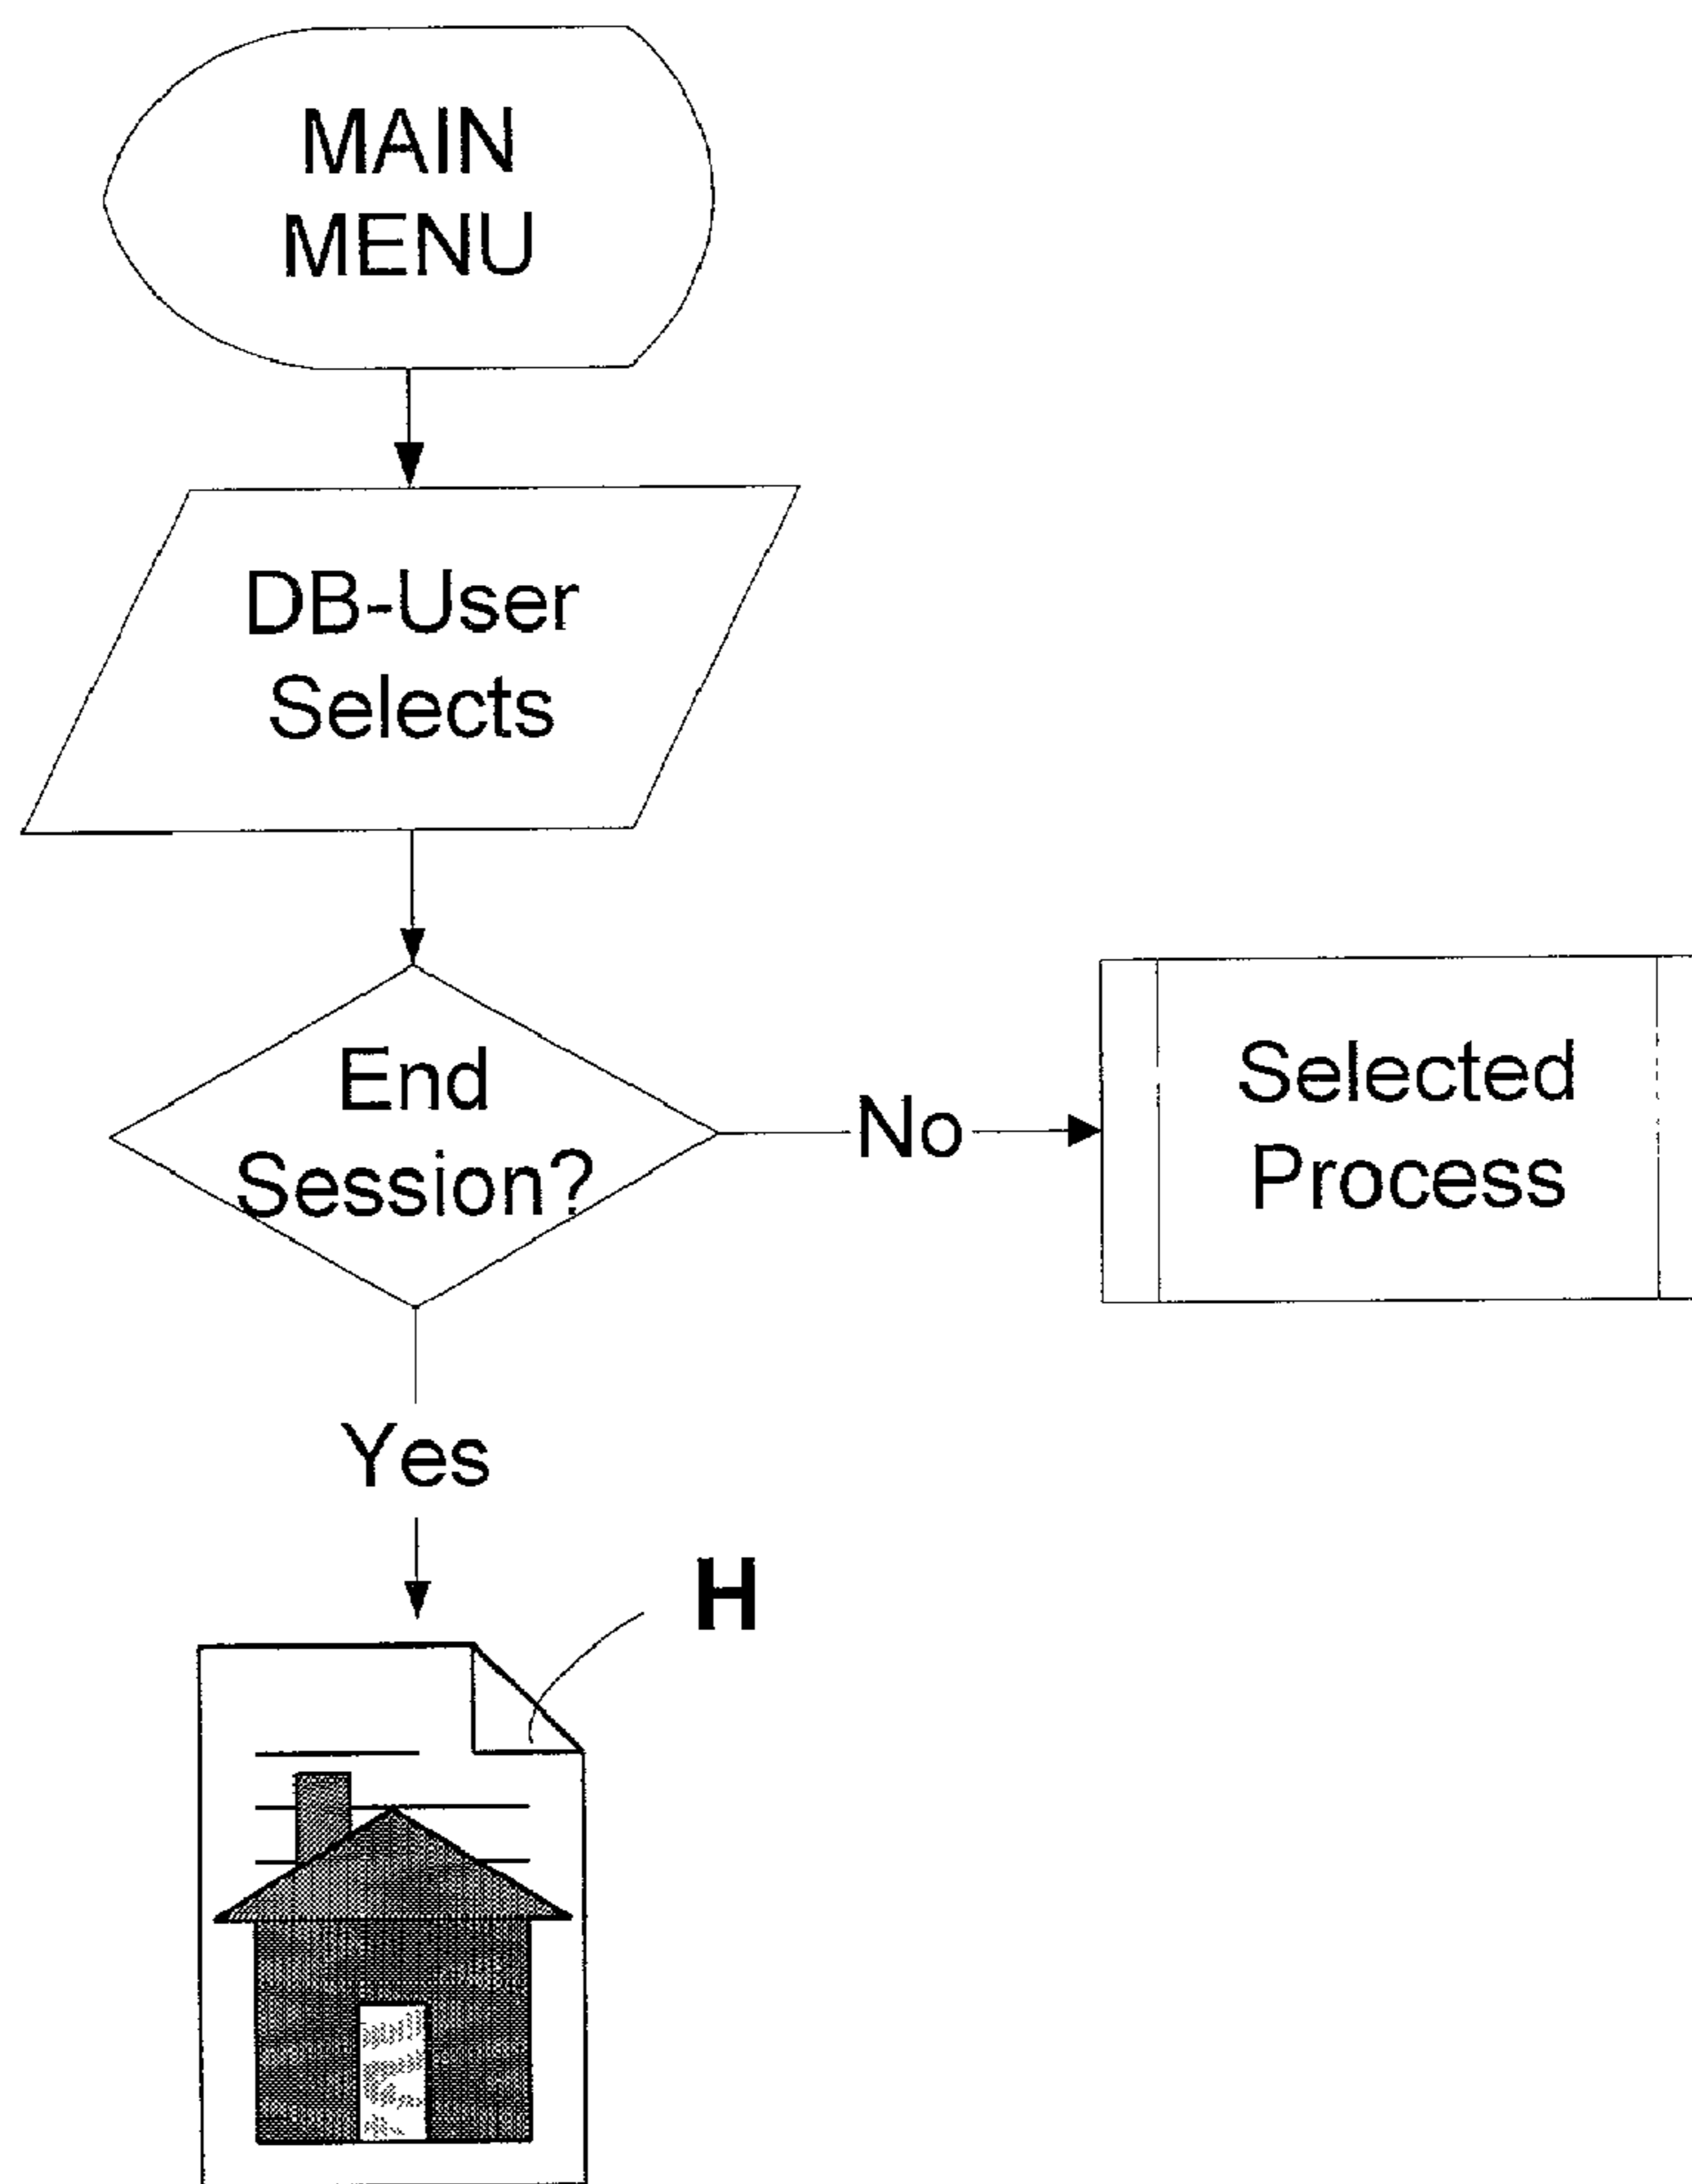 MAIN
MENU
DB-User
Selects
End
Session?
No
Selected
Process
Yes
H